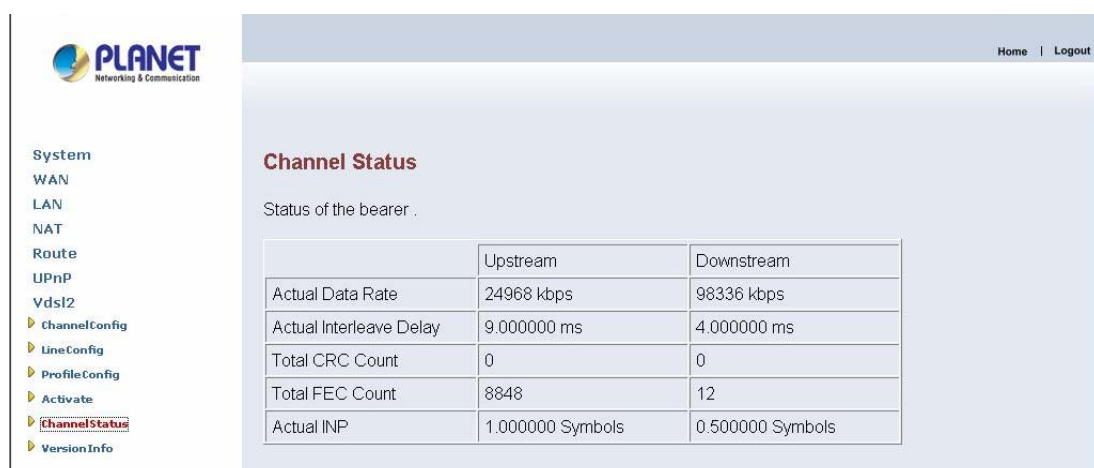 PLANET
Networking & Communication
Home | Logout
System
WAN
LAN
NAT
Route
UPnP
Vdsl2
ChannelConfig
LineConfig
ProfileConfig
Activate
ChannelStatus
VersionInfo
Channel Status
Status of the bearer .
Upstream Downstream
Actual Data Rate 24968 kbps 98336 kbps
Actual Interleave Delay 9.000000 ms 4.000000 ms
Total CRC Count 0 0
Total FEC Count 8848 12
Actual INP 1.000000 Symbols 0.500000 Symbols